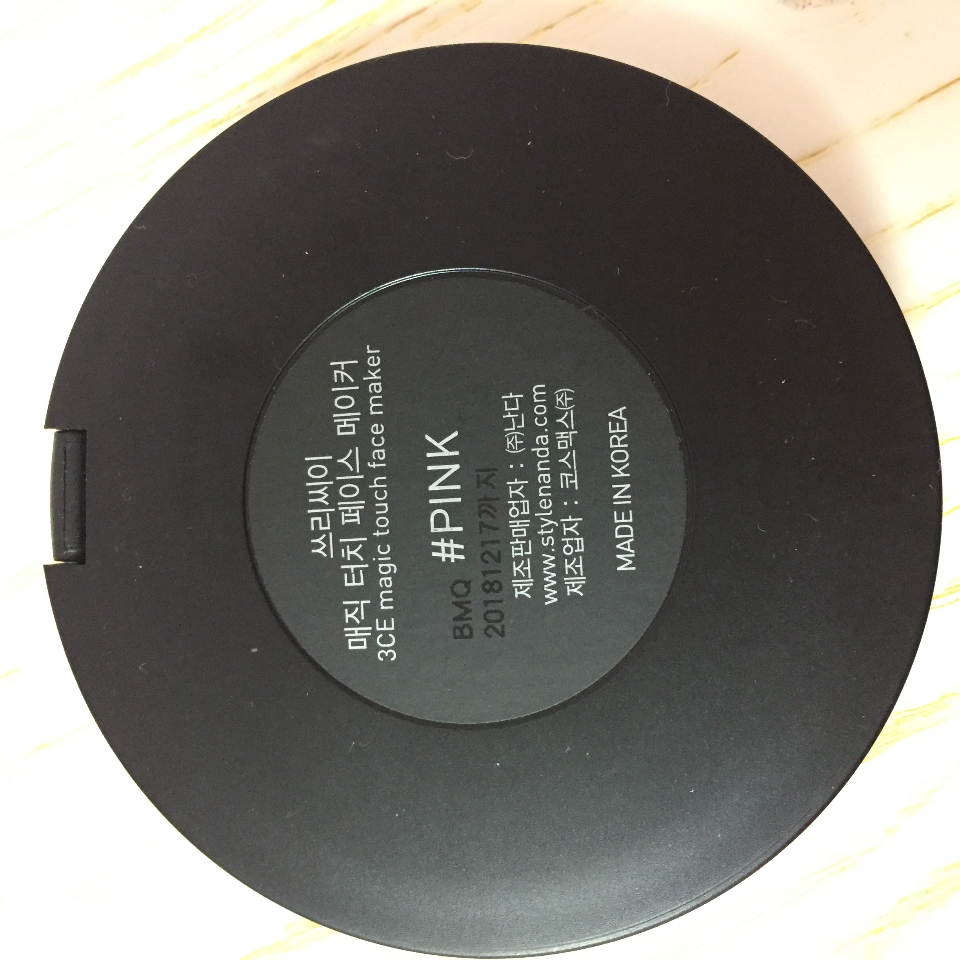 쓰리씨이
매직 터치 페이스 메이커
3CE magic touch face maker
#PINK
BMQ
20181217까지
제조판매업자 : ㈜난다
www.stylenanda.com
제조업자 : 코스맥스㈜
MADE IN KOREA